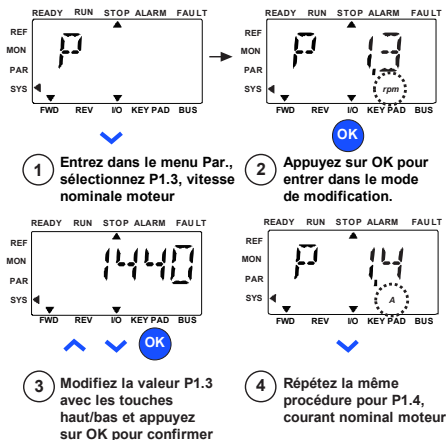 READY RUN STOP ALARM FAULT
REF
MON
PAR
SYS
P
FWD REV I/O KEYPAD BUS
1 Entrez dans le menu Par.,
sélectionnez P1.3, vitesse
nominale moteur
READY RUN STOP ALARM FAULT
REF
MON
PAR
SYS
P 1,3
rpm
FWD REV I/O KEYPAD BUS
OK
2 Appuyez sur OK pour
entrer dans le mode
de modification.
READY RUN STOP ALARM FAULT
REF
MON
PAR
SYS
1440
FWD REV I/O KEYPAD BUS
OK
3 Modifiez la valeur P1.3
avec les touches
haut/bas et appuyez
sur OK pour confirmer
READY RUN STOP ALARM FAULT
REF
MON
PAR
SYS
P 1,4
A
FWD REV I/O KEYPAD BUS
4 Répétez la même
procédure pour P1.4,
courant nominal moteur